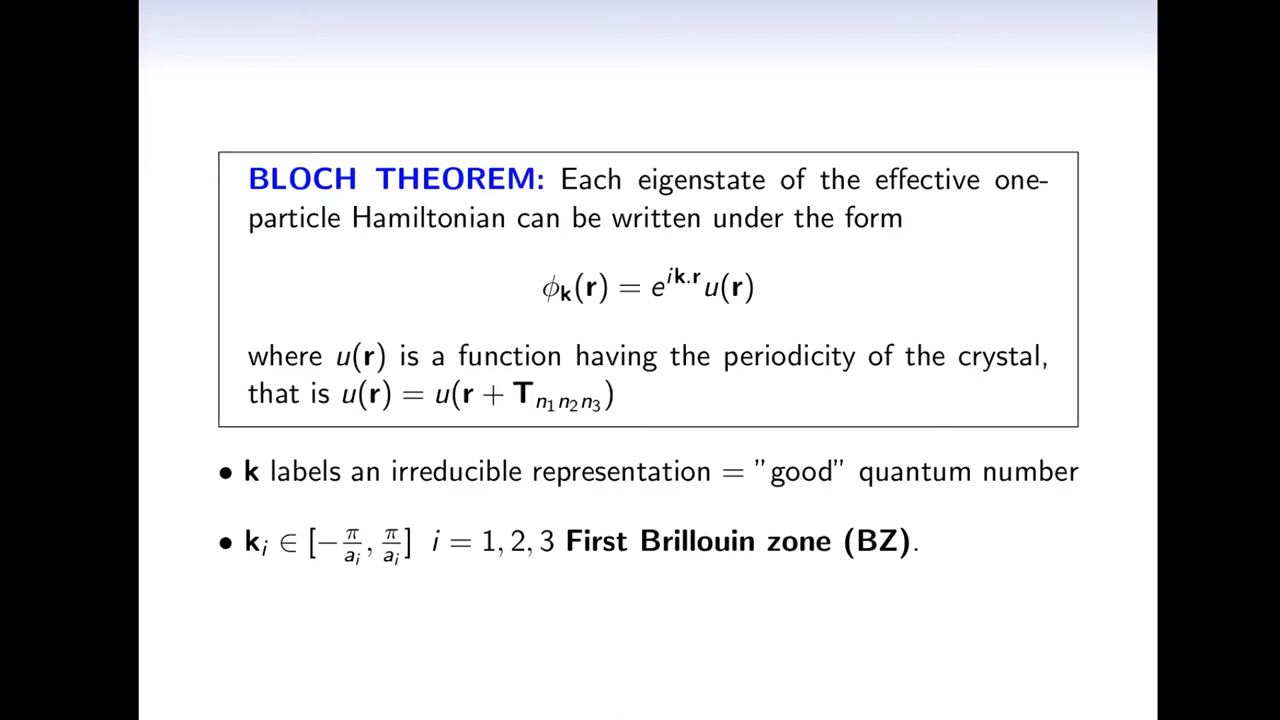 BLOCH THEOREM: Each eigenstate of the effective one-
particle Hamiltonian can be written under the form
ϕ_𝐤(𝐫) = e^{i𝐤.𝐫}u(𝐫)
where u(𝐫) is a function having the periodicity of the crystal,
that is u(𝐫) = u(𝐫 + 𝐓_{n₁n₂n₃})
• 𝐤 labels an irreducible representation = ”good” quantum number
• 𝐤_i ∈ [−π/a_i, π/a_i] i = 1, 2, 3 First Brillouin zone (BZ).